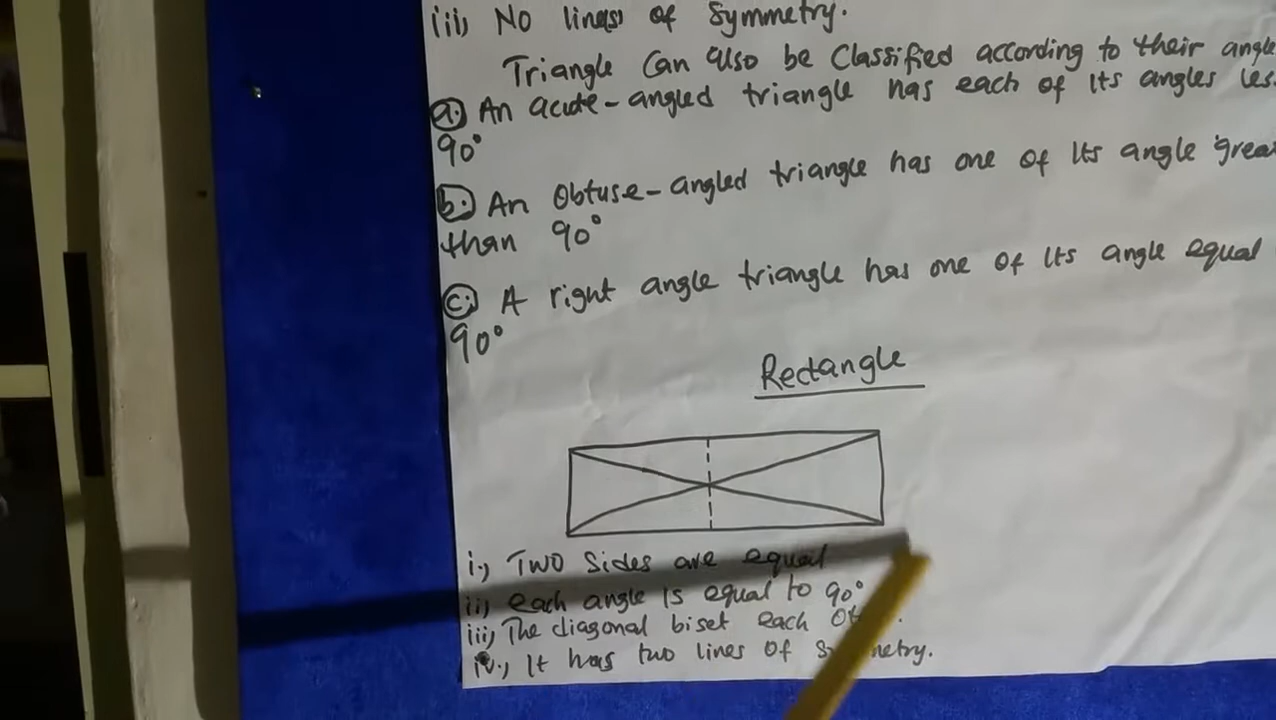 iii) No line(s) of Symmetry.
Triangle can also be Classified according to their angle
a.) An acute-angled triangle has each of its angles les
90°
b.) An Obtuse-angled triangle has one of Its angle great
than 90°
c.) A right angle triangle has one of Its angle equal
90°
Rectangle
i.) Two Sides are equal
ii) each angle is equal to 90°
iii) The diagonal biset each
iv.) It has two lines of